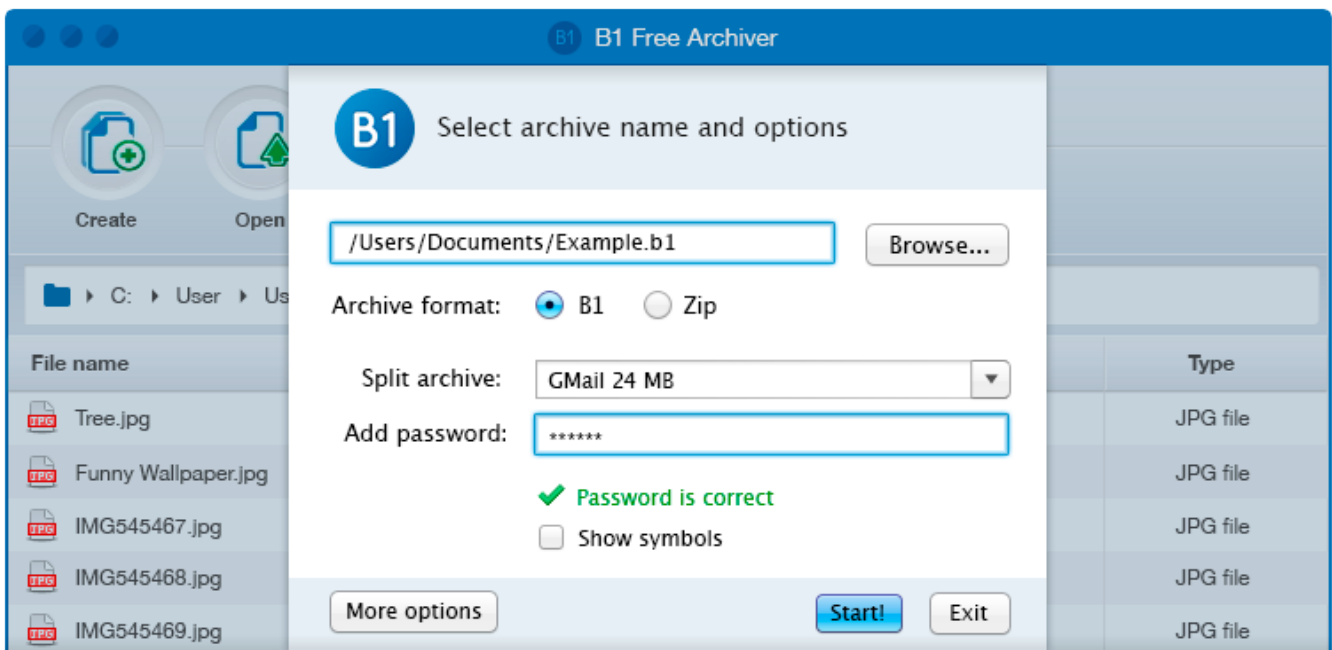 B1 B1 Free Archiver
B1 Select archive name and options
Create Open
/Users/Documents/Example.b1 Browse...
C: User Us
Archive format: B1 Zip
File name Type
Split archive: GMail 24 MB
Tree.jpg JPG file
Add password: ******
Funny Wallpaper.jpg JPG file
Password is correct
IMG545467.jpg JPG file
Show symbols
IMG545468.jpg JPG file
More options Start! Exit
IMG545469.jpg JPG file